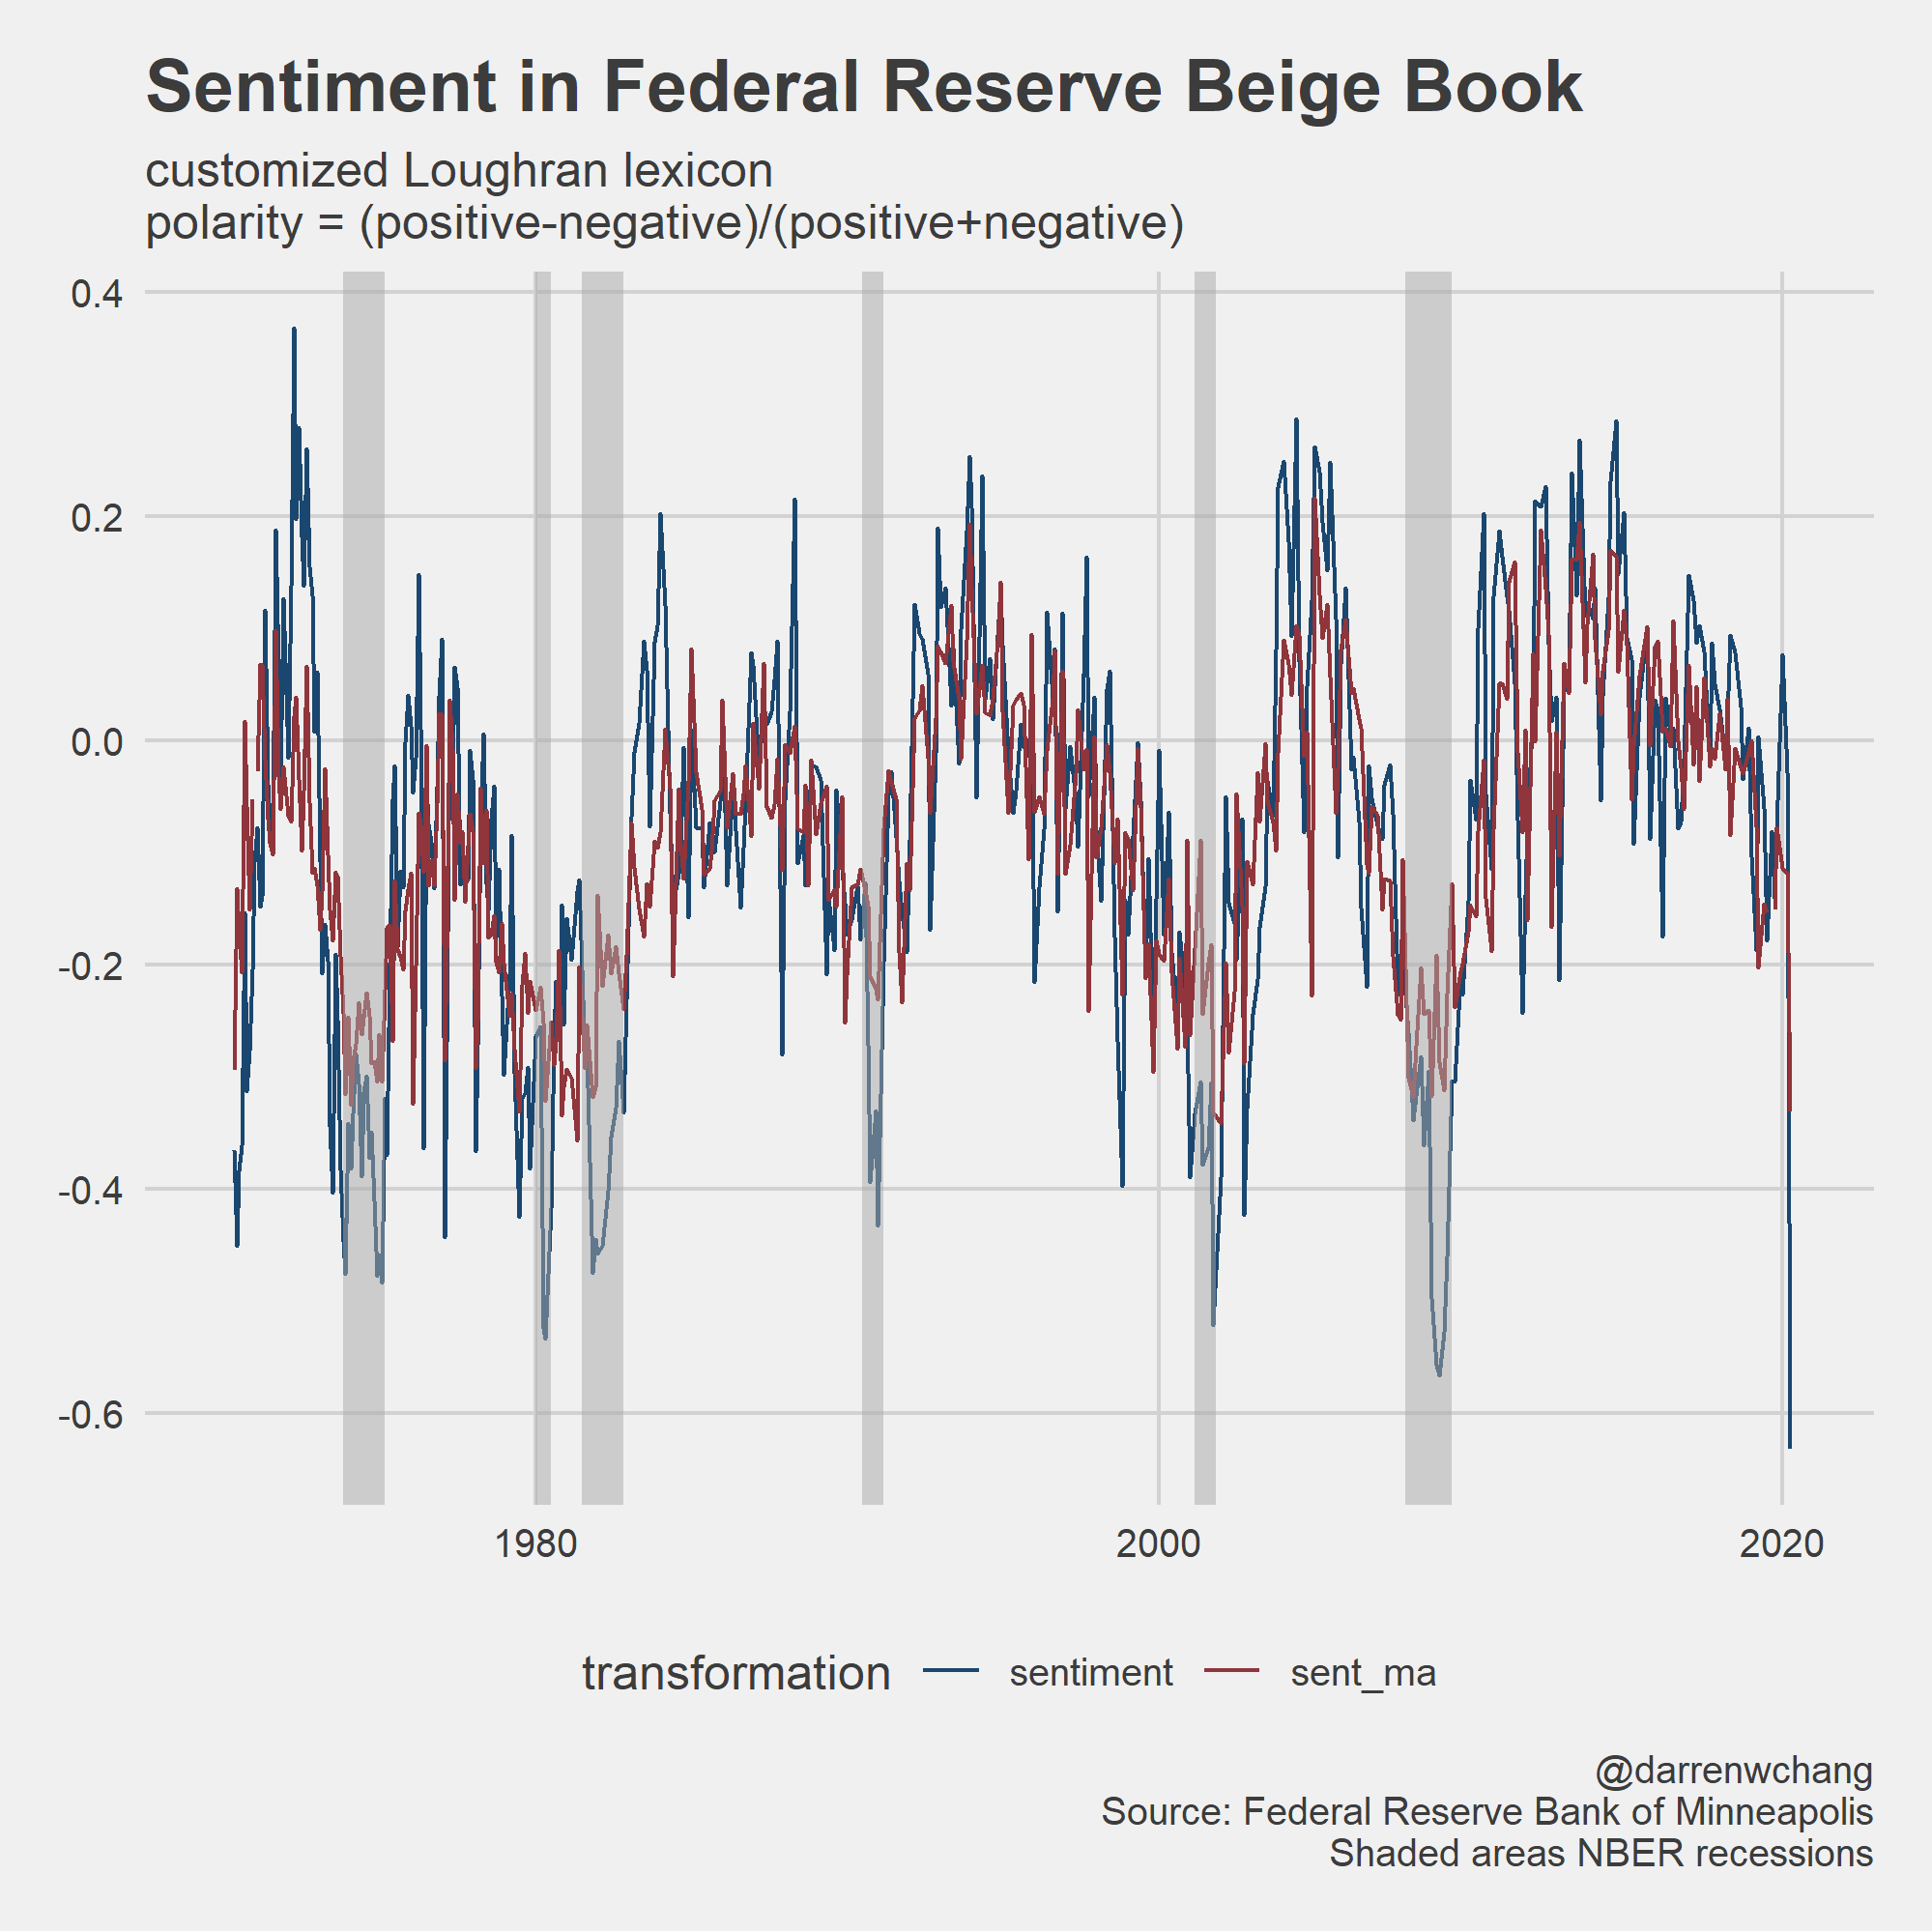 Sentiment in Federal Reserve Beige Book
customized Loughran lexicon
polarity = (positive-negative)/(positive+negative)
0.4
0.2
0.0
-0.2
-0.4
-0.6
1980 2000 2020
transformation sentiment sent_ma
@darrenwchang
Source: Federal Reserve Bank of Minneapolis
Shaded areas NBER recessions